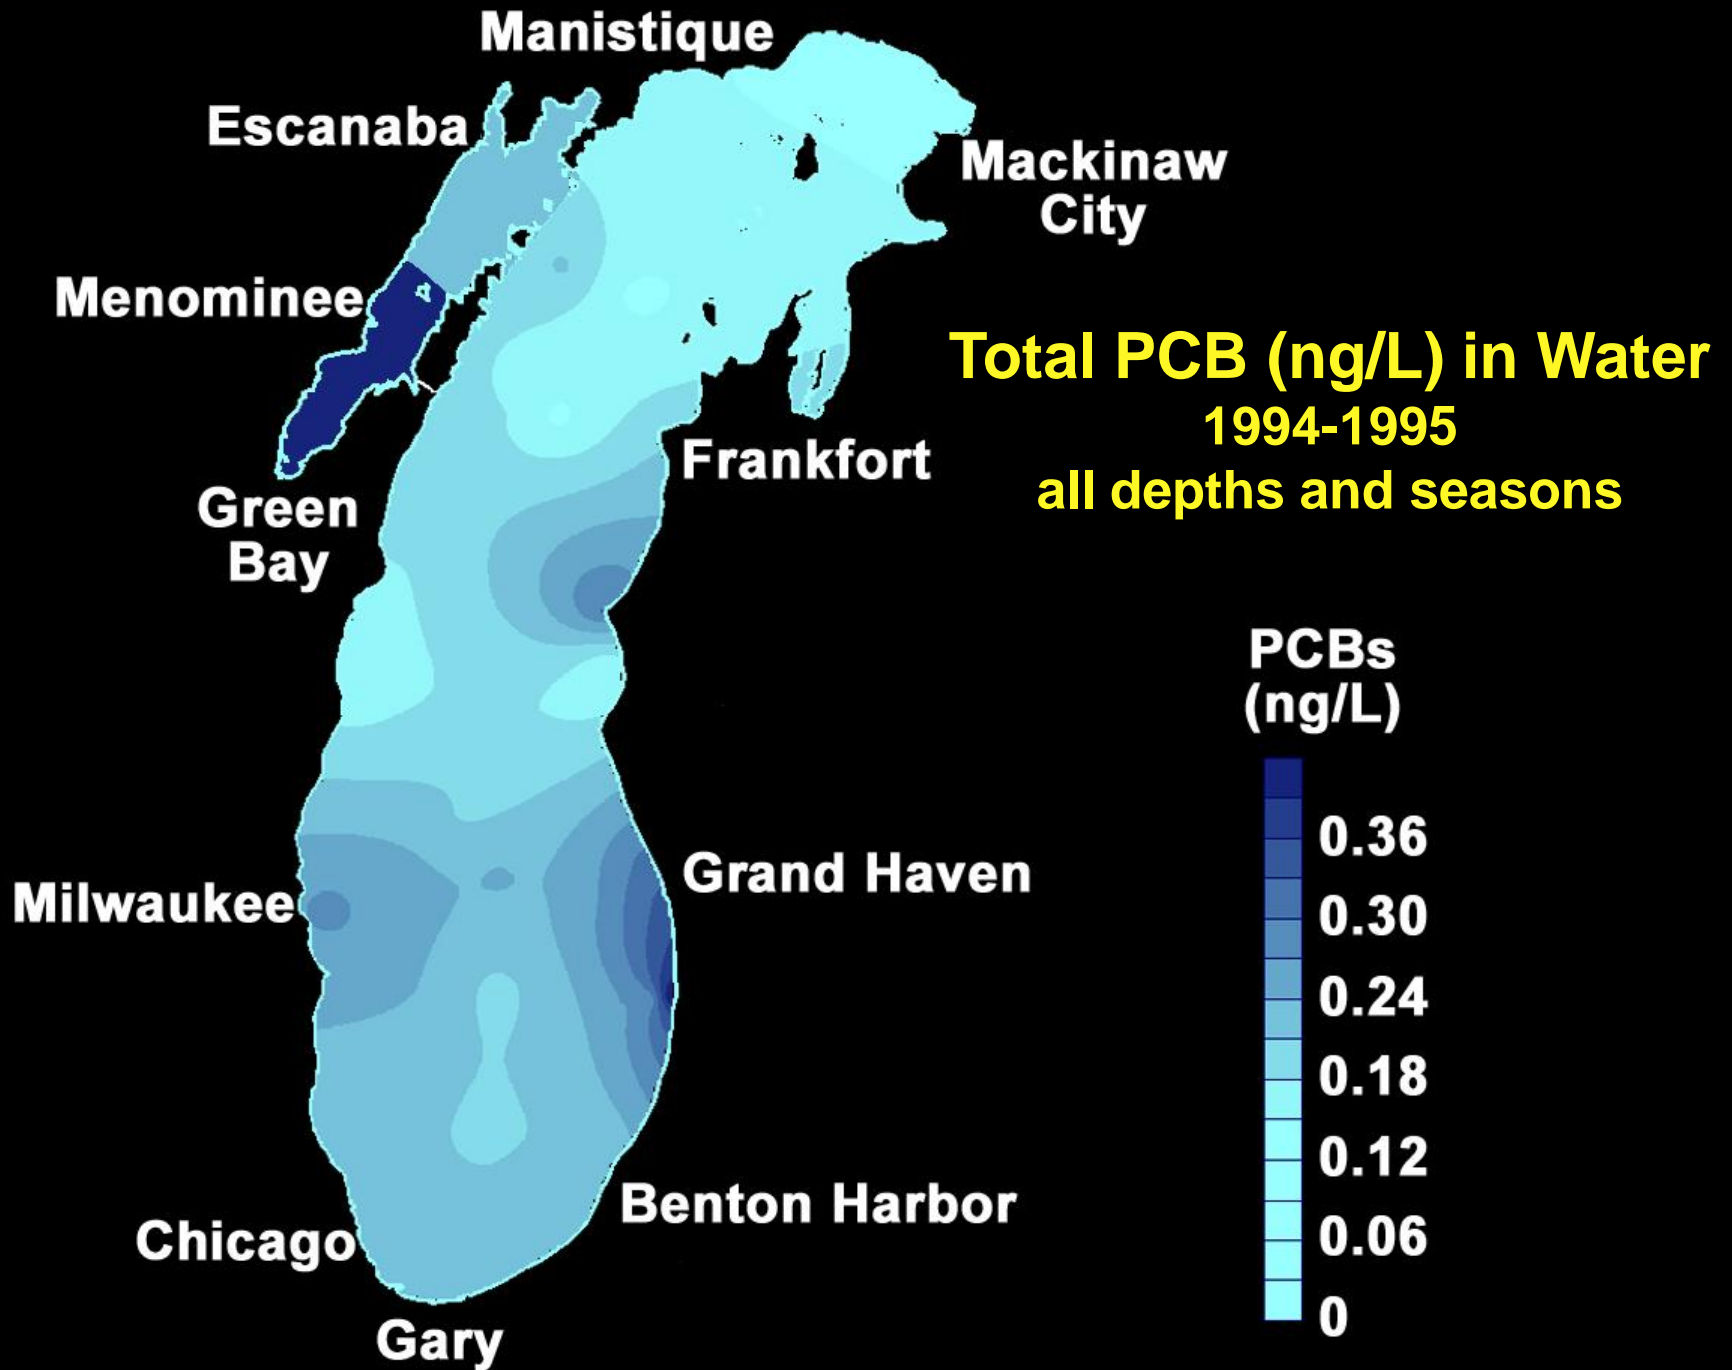 Manistique
Escanaba
Mackinaw
City
Menominee
Total PCB (ng/L) in Water
1994-1995
all depths and seasons
Frankfort
Green
Bay
PCBs
(ng/L)
0.36
0.30
0.24
0.18
0.12
0.06
0
Grand Haven
Milwaukee
Benton Harbor
Chicago
Gary